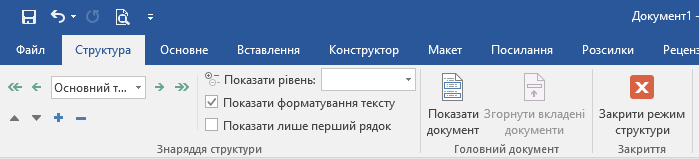 Документ1 -
Файл Структура Основне Вставлення Конструктор Макет Посилання Розсилки Реценз
Основний т...
Показати рівень:
Показати форматування тексту
Показати лише перший рядок
Знаряддя структури
Показати
документ
Згорнути вкладені
документи
Головний документ
Закрити режим
структури
Закриття